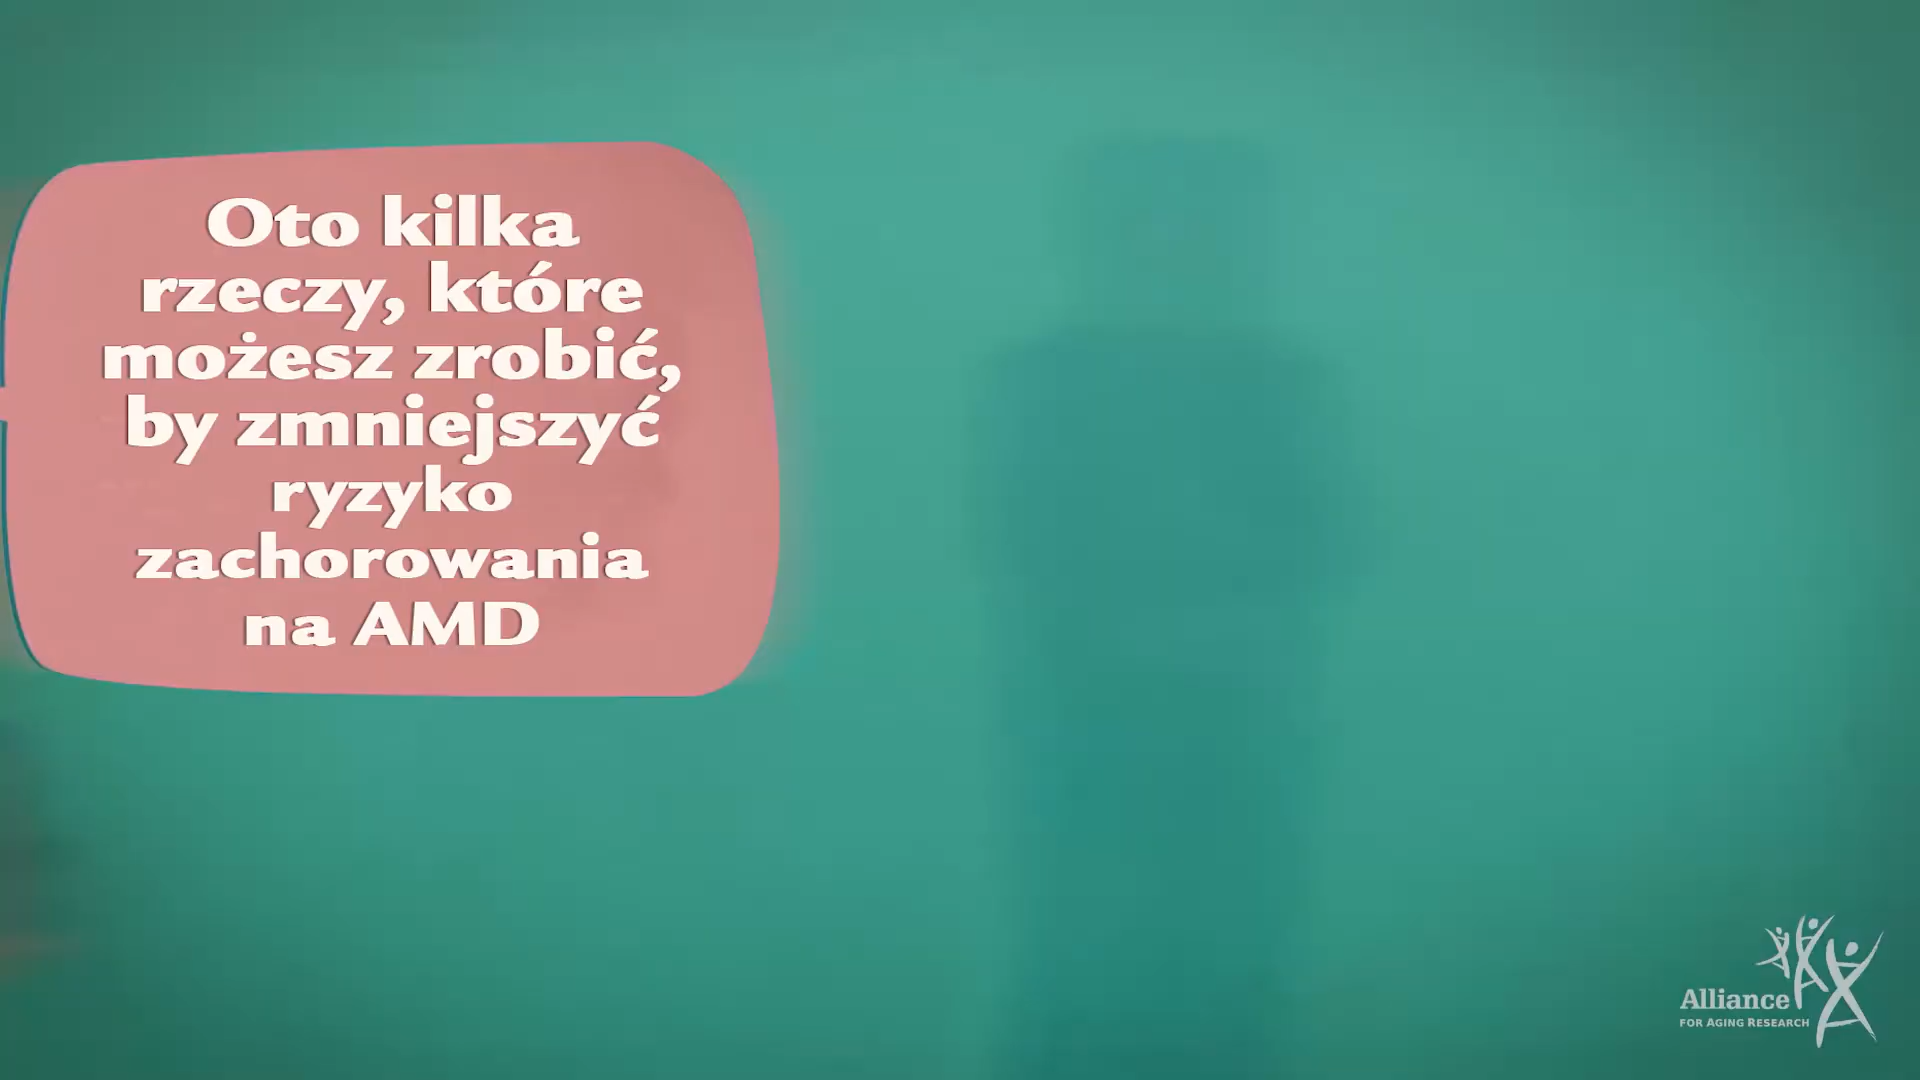 Oto kilka
rzeczy, które
możesz zrobić,
by zmniejszyć
ryzyko
zachorowania
na AMD
Alliance
FOR AGING RESEARCH